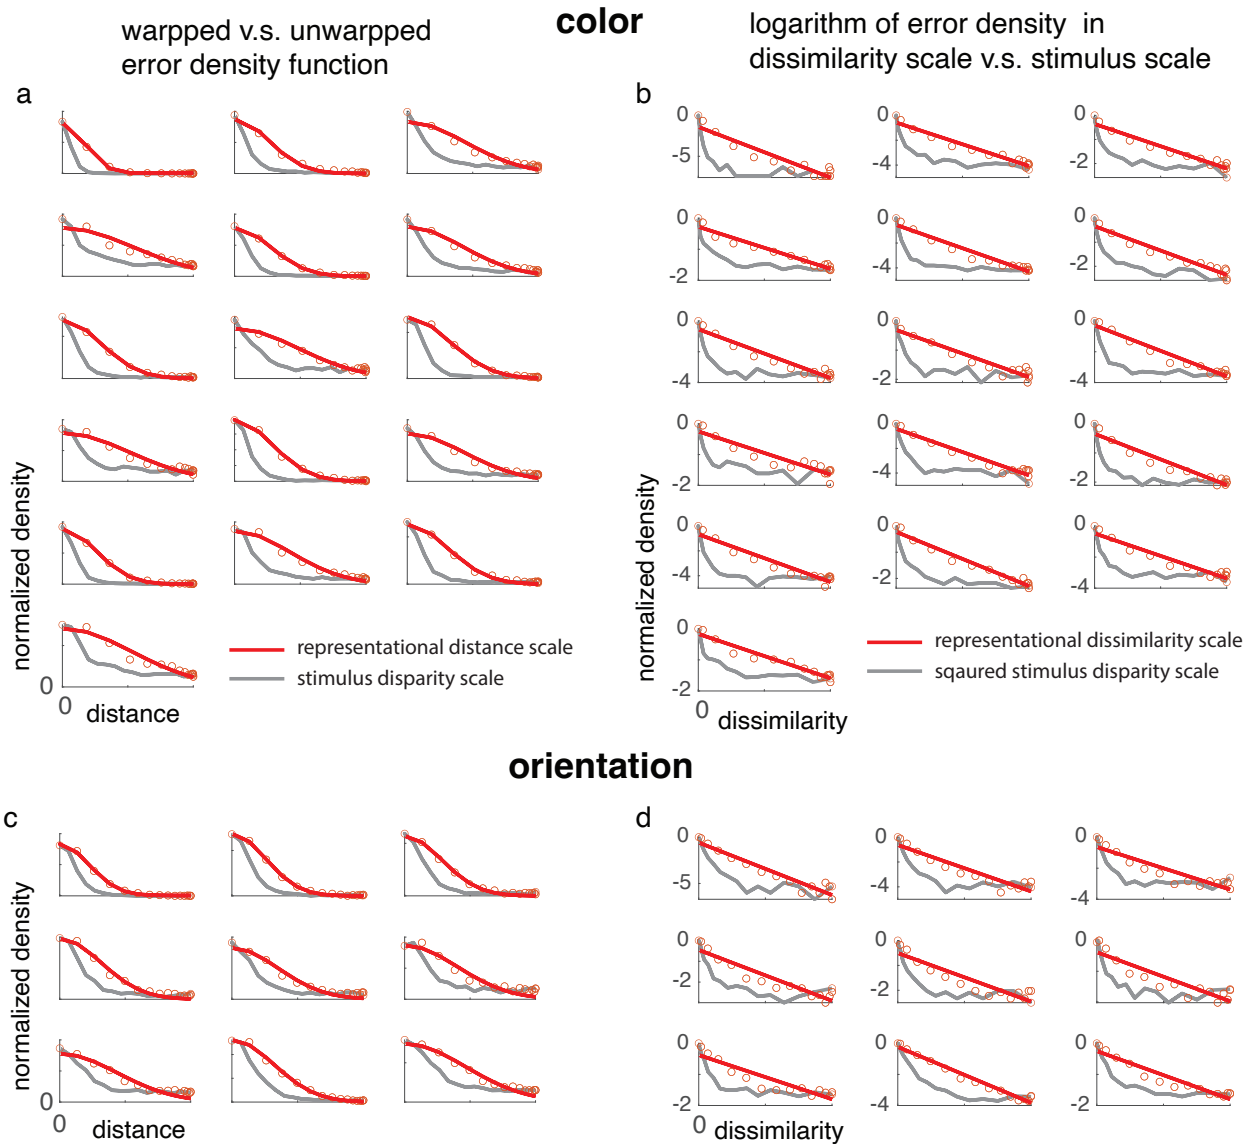 color
warpped v.s. unwarpped
error density function
logarithm of error density in
dissimilarity scale v.s. stimulus scale
a
normalized density
0
0
distance
representational distance scale
stimulus disparity scale
b
0
-5
0
-4
0
-2
0
-2
0
-4
0
-2
0
-4
0
-2
0
-4
0
-2
0
-4
0
-2
0
-4
0
-2
0
-4
0
-2
normalized density
0
dissimilarity
representational dissimilarity scale
sqaured stimulus disparity scale
orientation
c
normalized density
0
0
distance
d
0
-5
0
-4
0
-4
0
-2
0
-2
0
0
-2
0
-4
0
-2
0
dissimilarity